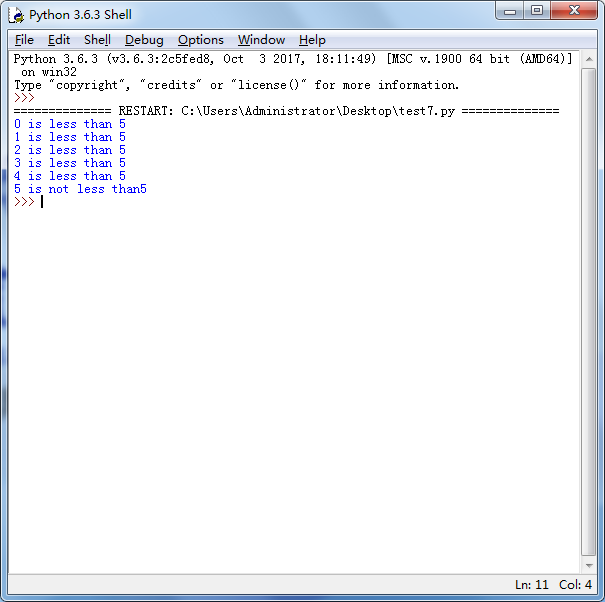 Python 3.6.3 Shell
File Edit Shell Debug Options Window Help
Python 3.6.3 (v3.6.3:2c5fed8, Oct  3 2017, 18:11:49) [MSC v.1900 64 bit (AMD64)]
 on win32
Type "copyright", "credits" or "license()" for more information.
>>>
============== RESTART: C:\Users\Administrator\Desktop\test7.py ==============
0 is less than 5
1 is less than 5
2 is less than 5
3 is less than 5
4 is less than 5
5 is not less than5
>>>
Ln: 11 Col: 4